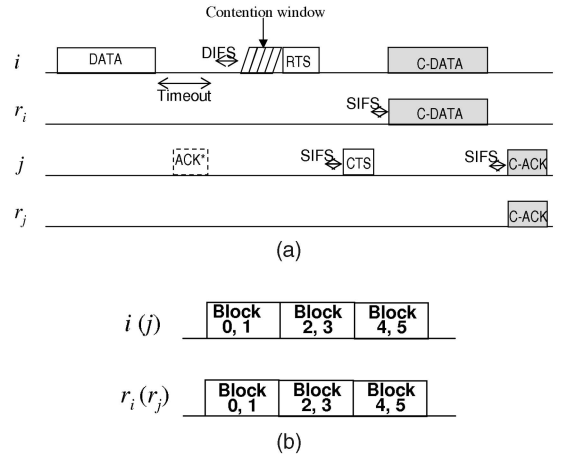 Contention window
i
DATA
DIFS
RTS
C-DATA
Timeout
r_i
SIFS
C-DATA
j
ACK*
SIFS
CTS
SIFS
C-ACK
r_j
C-ACK
(a)
i (j)
Block
0, 1
Block
2, 3
Block
4, 5
r_i (r_j)
Block
0, 1
Block
2, 3
Block
4, 5
(b)